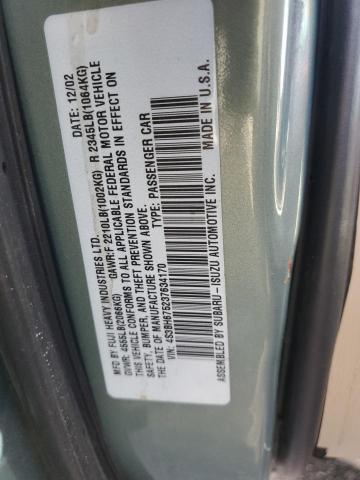 MFD BY FUJI HEAVY INDUSTRIES LTD. DATE: 12/02
GVWR: 4555LB(2066KG) GAWR:F 2210LB(1002KG) R 2345LB(1064KG)
THIS VEHICLE CONFORMS TO ALL APPLICABLE FEDERAL MOTOR VEHICLE
SAFETY, BUMPER, AND THEFT PREVENTION STANDARDS IN EFFECT ON
THE DATE OF MANUFACTURE SHOWN ABOVE.
VIN: 4S3BH675237634170 TYPE: PASSENGER CAR
ASSEMBLED BY SUBARU-ISUZU AUTOMOTIVE INC. MADE IN U.S.A.